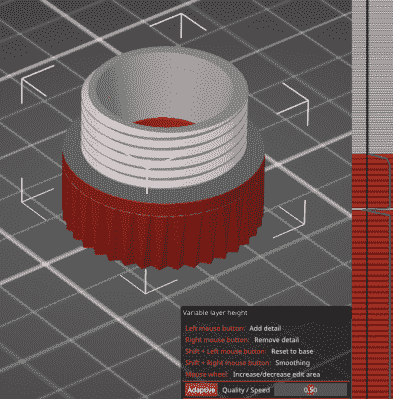 Variable layer height
Left mouse button: Add detail
Right mouse button: Remove detail
Shift + Left mouse button: Reset to base
Shift + Right mouse button: Smoothing
Mouse wheel: Increase/decrease edit area
Adaptive Quality / Speed 0.50